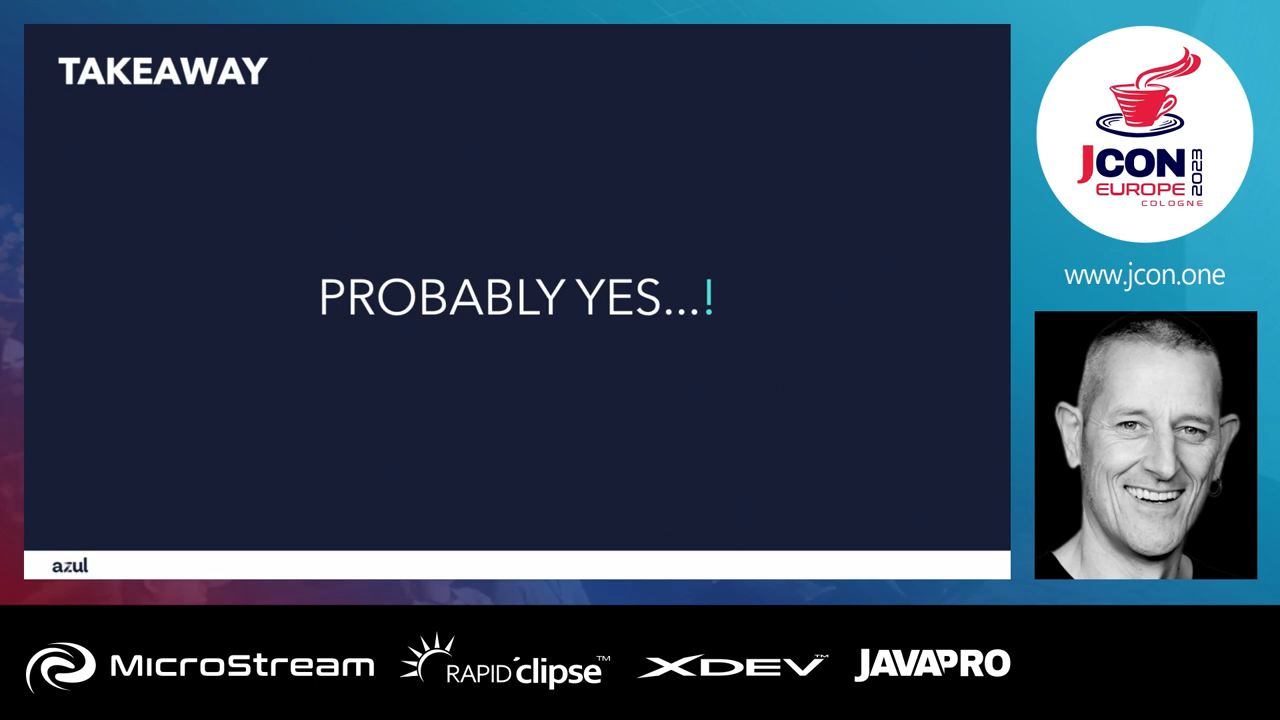 TAKEAWAY
PROBABLY YES...!
azul
JCON
EUROPE
2023
COLOGNE
www.jcon.one
MicroStream
RAPID clipse™
XDEV™
JAVAPRO